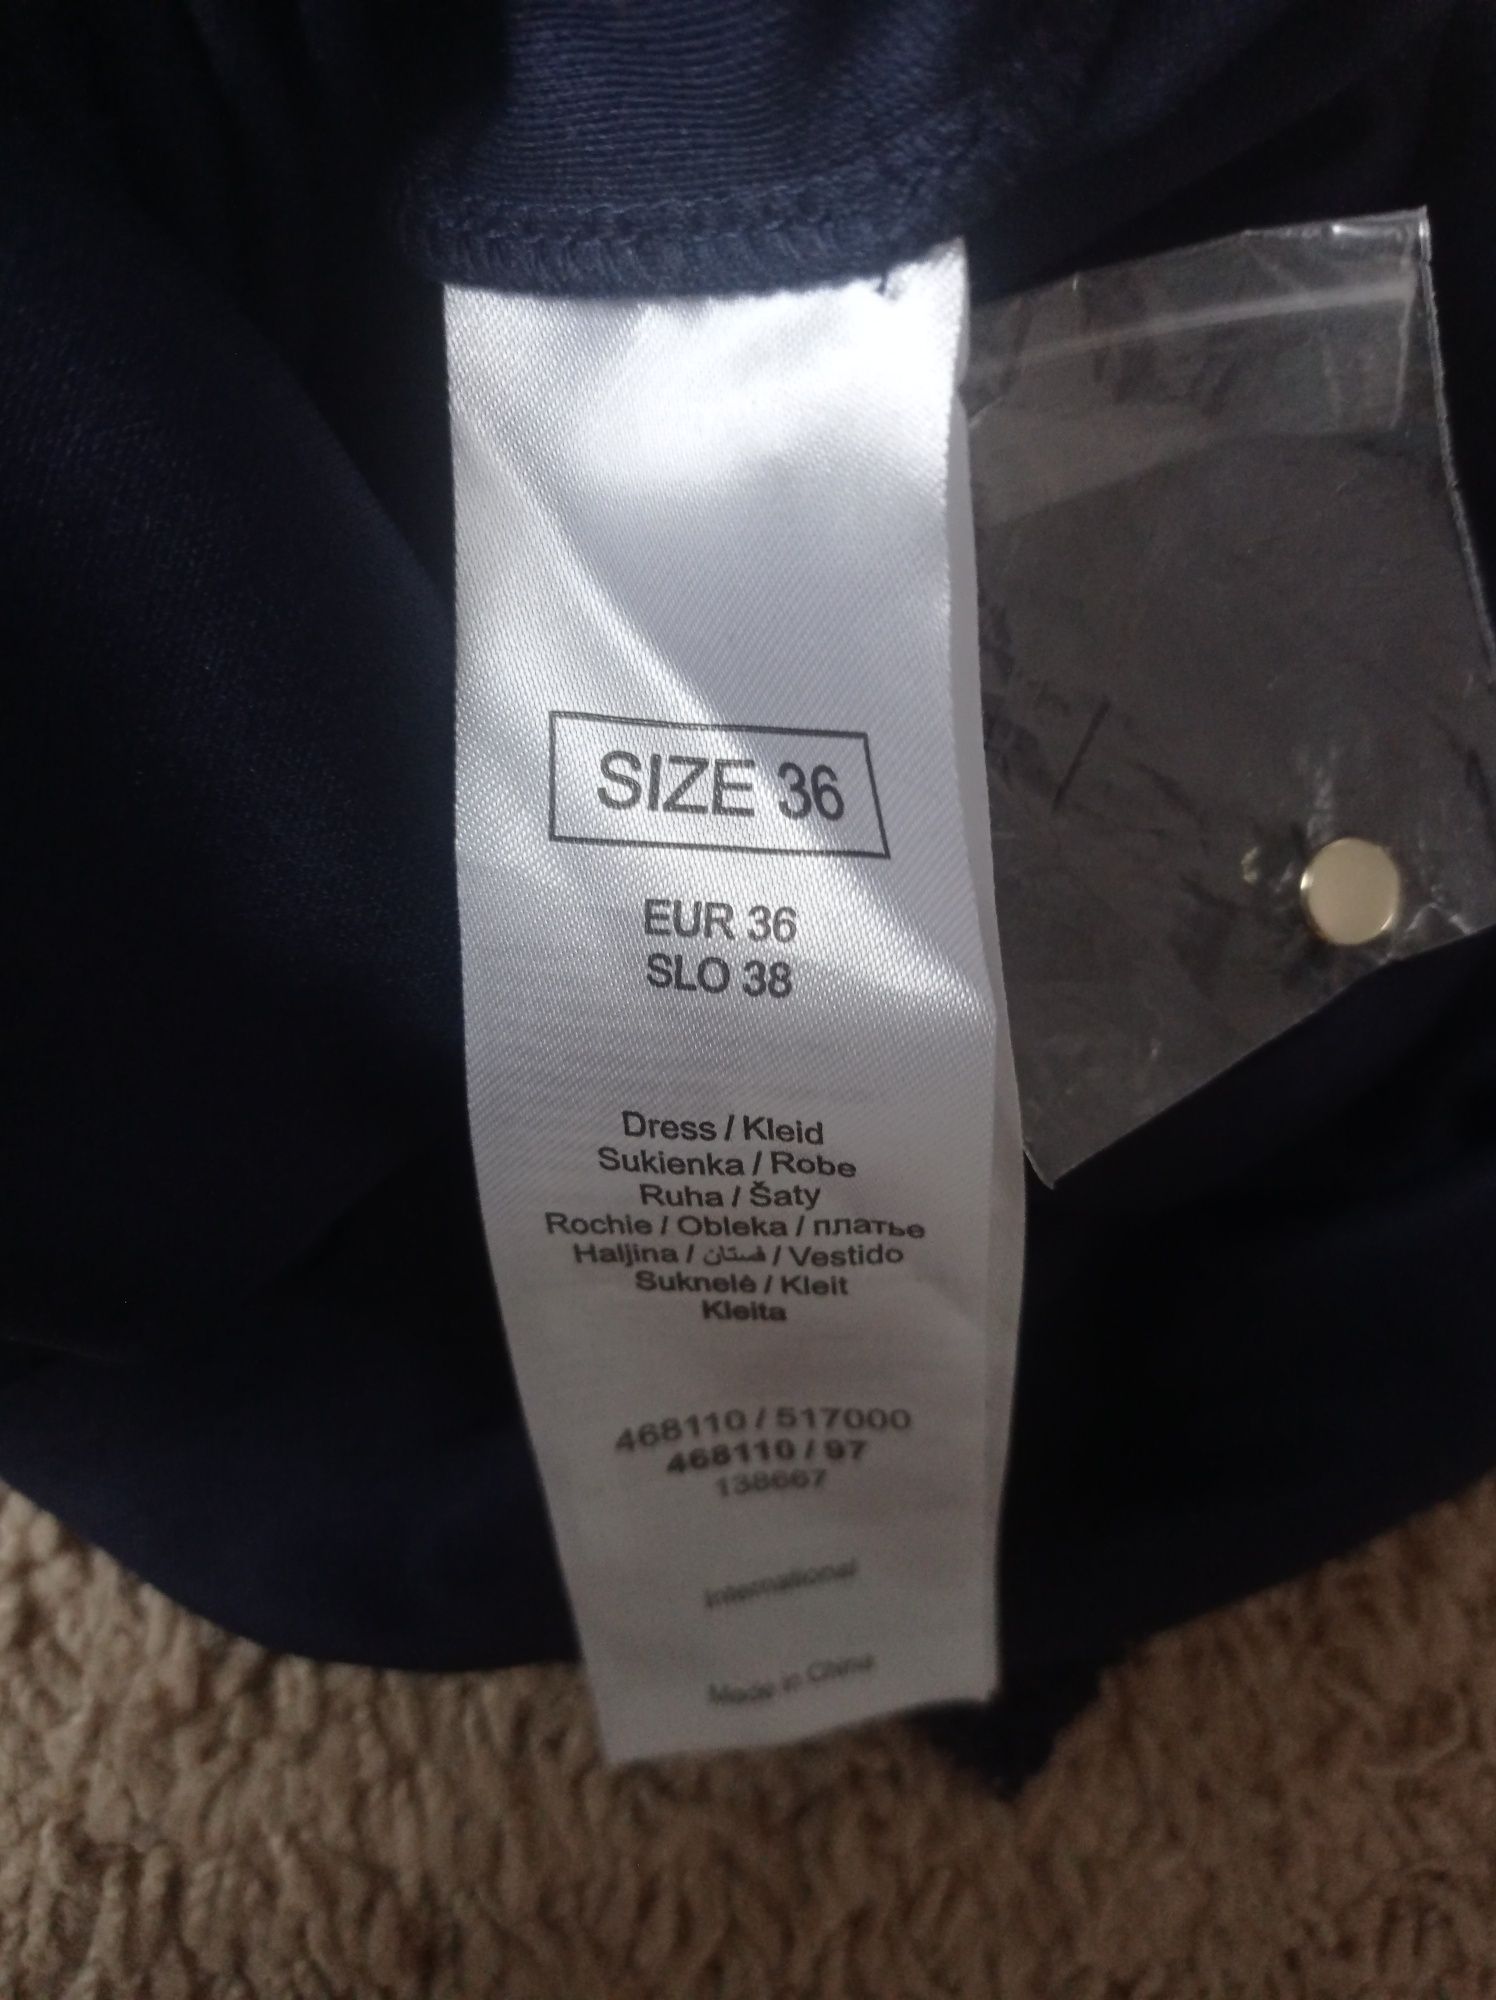 SIZE 36
EUR 36
SLO 38
Dress / Kleid
Sukienka / Robe
Ruha / Šaty
Rochie / Obleka / платье
Haljina / فستان / Vestido
Suknelė / Kleit
Kleita
468110 / 517000
468110 / 97
138667
International
Made in China